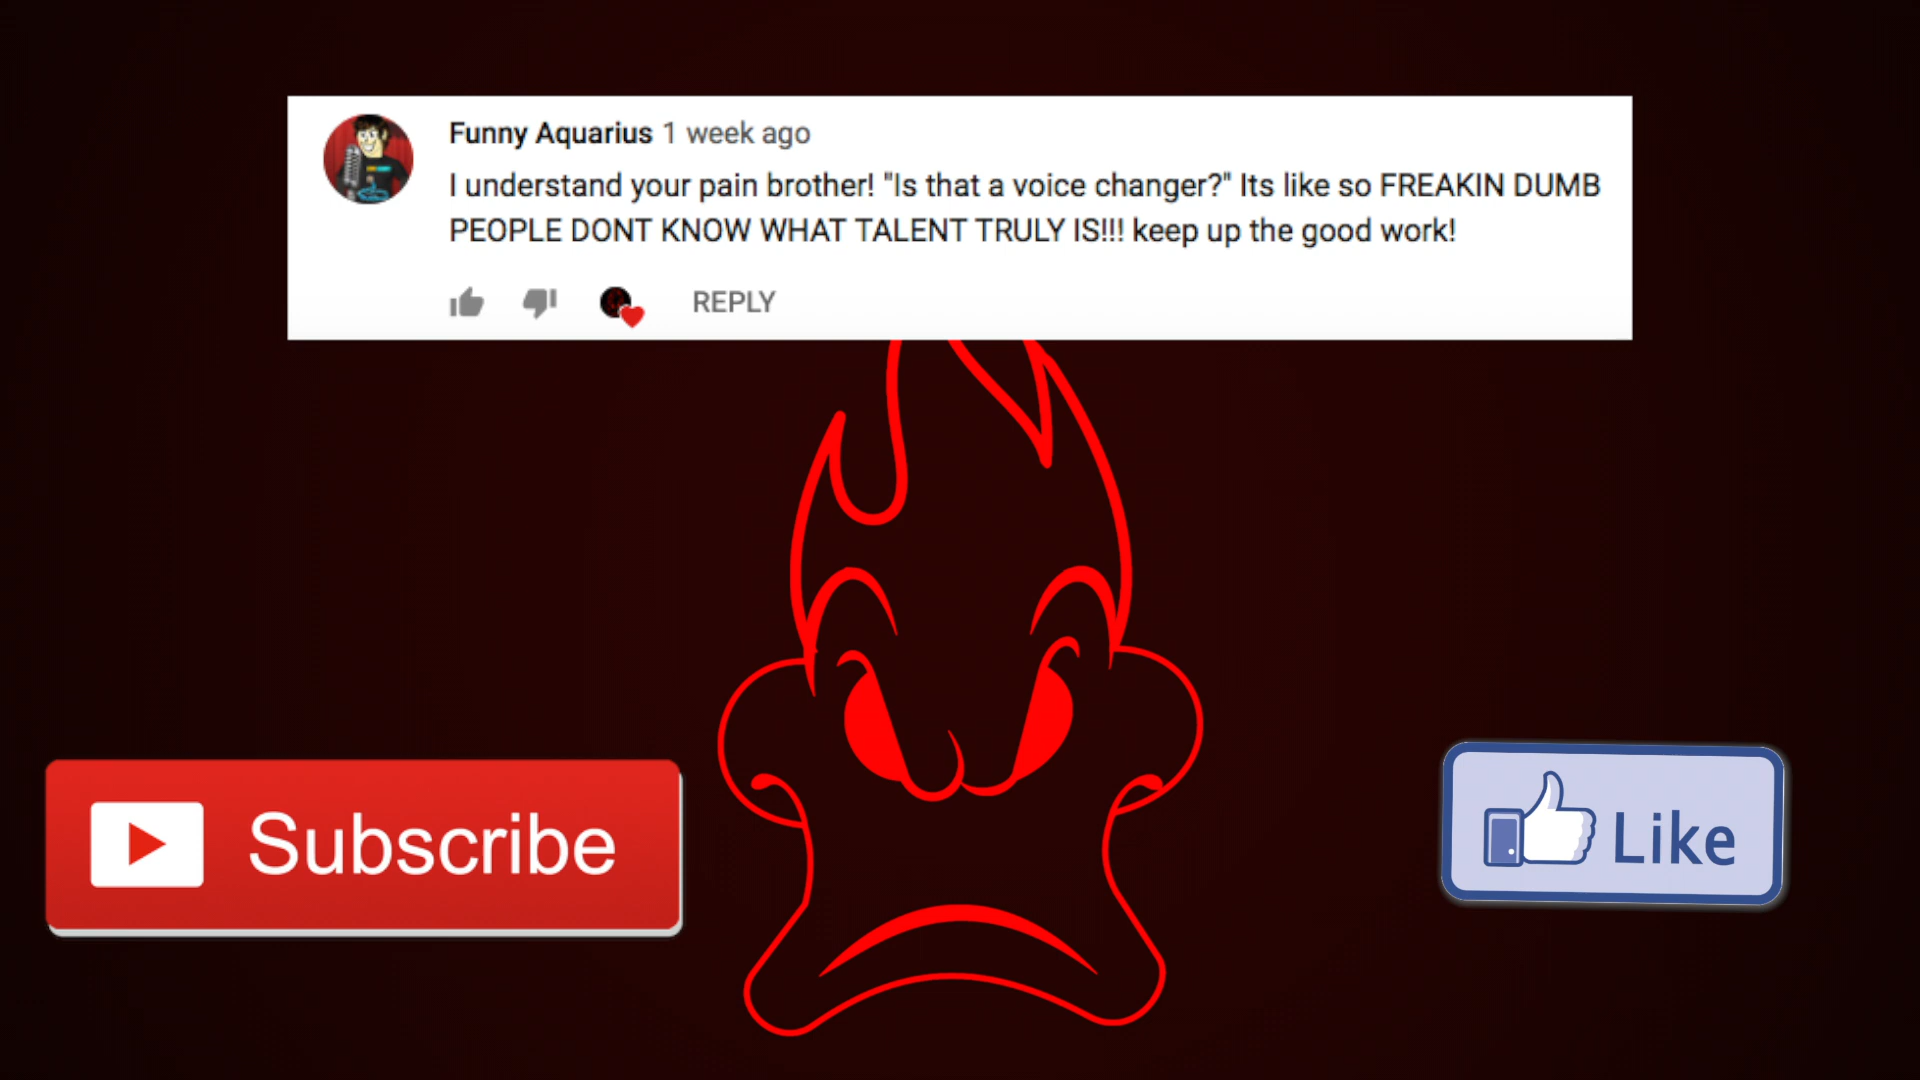 Funny Aquarius 1 week ago
I understand your pain brother! "Is that a voice changer?" Its like so FREAKIN DUMB
PEOPLE DONT KNOW WHAT TALENT TRULY IS!!! keep up the good work!
REPLY
Subscribe
Like